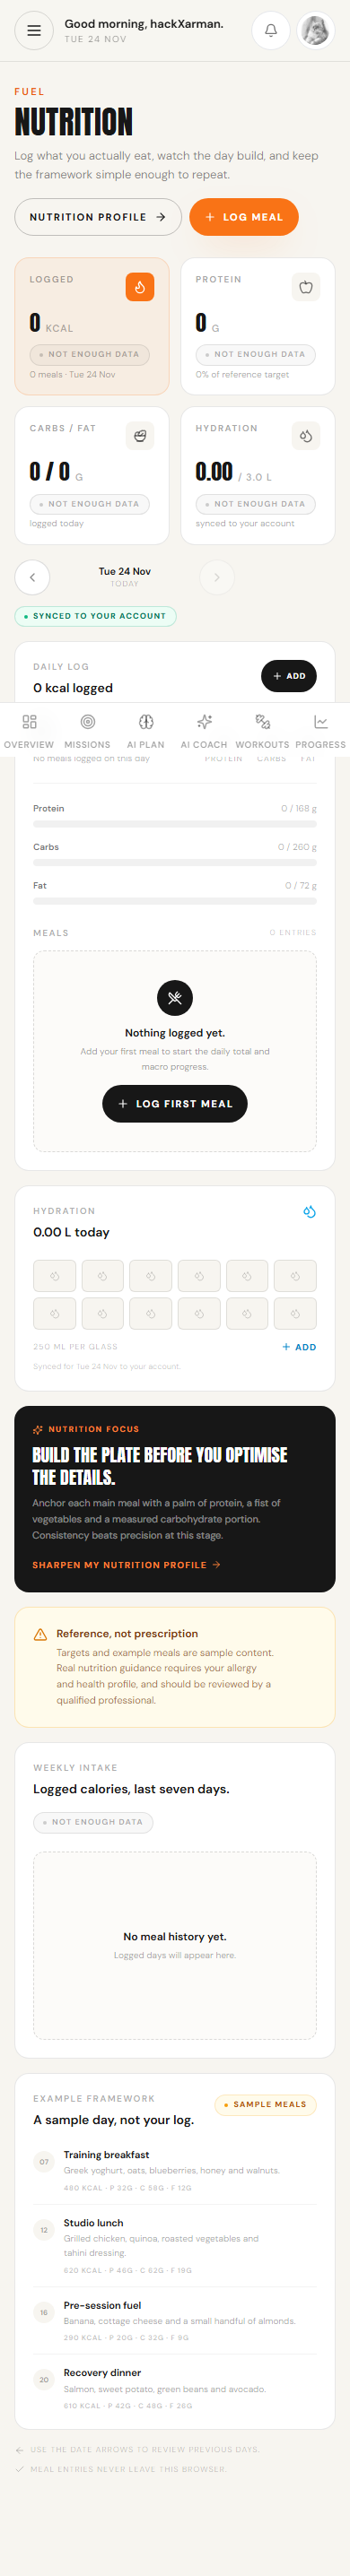 Good morning, hackXarman.
TUE 24 NOV
FUEL
NUTRITION
Log what you actually eat, watch the day build, and keep
the framework simple enough to repeat.
NUTRITION PROFILE
LOG MEAL
LOGGED
0 KCAL
NOT ENOUGH DATA
0 meals · Tue 24 Nov
PROTEIN
0 G
NOT ENOUGH DATA
0% of reference target
CARBS / FAT
0 / 0 G
NOT ENOUGH DATA
logged today
HYDRATION
0.00 / 3.0 L
NOT ENOUGH DATA
synced to your account
Tue 24 Nov
TODAY
SYNCED TO YOUR ACCOUNT
DAILY LOG
0 kcal logged
+ ADD
OVERVIEW MISSIONS AI PLAN AI COACH WORKOUTS PROGRESS
No meals logged on this day
PROTEIN CARBS FAT
Protein 0 / 168 g
Carbs 0 / 260 g
Fat 0 / 72 g
MEALS 0 ENTRIES
Nothing logged yet.
Add your first meal to start the daily total and
macro progress.
+ LOG FIRST MEAL
HYDRATION
0.00 L today
250 ML PER GLASS + ADD
Synced for Tue 24 Nov to your account.
NUTRITION FOCUS
BUILD THE PLATE BEFORE YOU OPTIMISE
THE DETAILS.
Anchor each main meal with a palm of protein, a fist of
vegetables and a measured carbohydrate portion.
Consistency beats precision at this stage.
SHARPEN MY NUTRITION PROFILE →
Reference, not prescription
Targets and example meals are sample content.
Real nutrition guidance requires your allergy
and health profile, and should be reviewed by a
qualified professional.
WEEKLY INTAKE
Logged calories, last seven days.
NOT ENOUGH DATA
No meal history yet.
Logged days will appear here.
EXAMPLE FRAMEWORK
A sample day, not your log.
SAMPLE MEALS
07 Training breakfast
Greek yoghurt, oats, blueberries, honey and walnuts.
480 KCAL · P 32G · C 58G · F 12G
12 Studio lunch
Grilled chicken, quinoa, roasted vegetables and
tahini dressing.
620 KCAL · P 46G · C 62G · F 19G
16 Pre-session fuel
Banana, cottage cheese and a small handful of almonds.
290 KCAL · P 20G · C 32G · F 9G
20 Recovery dinner
Salmon, sweet potato, green beans and avocado.
610 KCAL · P 42G · C 48G · F 26G
← USE THE DATE ARROWS TO REVIEW PREVIOUS DAYS.
✓ MEAL ENTRIES NEVER LEAVE THIS BROWSER.